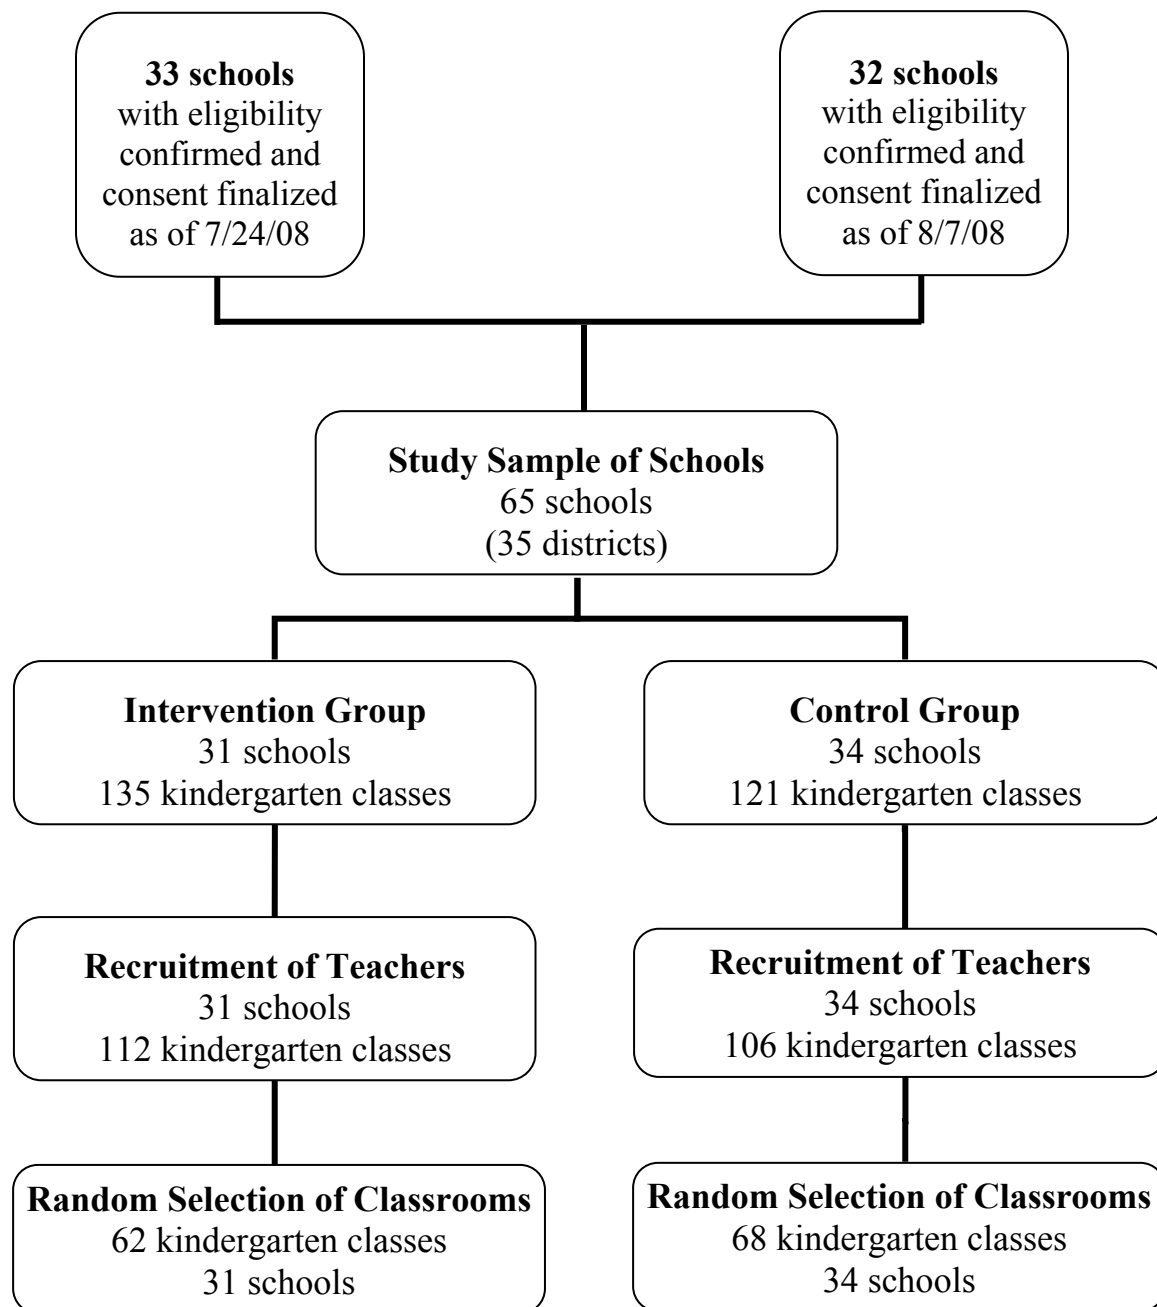 33 schools
with eligibility
confirmed and
consent finalized
as of 7/24/08
32 schools
with eligibility
confirmed and
consent finalized
as of 8/7/08
Study Sample of Schools
65 schools
(35 districts)
Intervention Group
31 schools
135 kindergarten classes
Control Group
34 schools
121 kindergarten classes
Recruitment of Teachers
31 schools
112 kindergarten classes
Recruitment of Teachers
34 schools
106 kindergarten classes
Random Selection of Classrooms
62 kindergarten classes
31 schools
Random Selection of Classrooms
68 kindergarten classes
34 schools